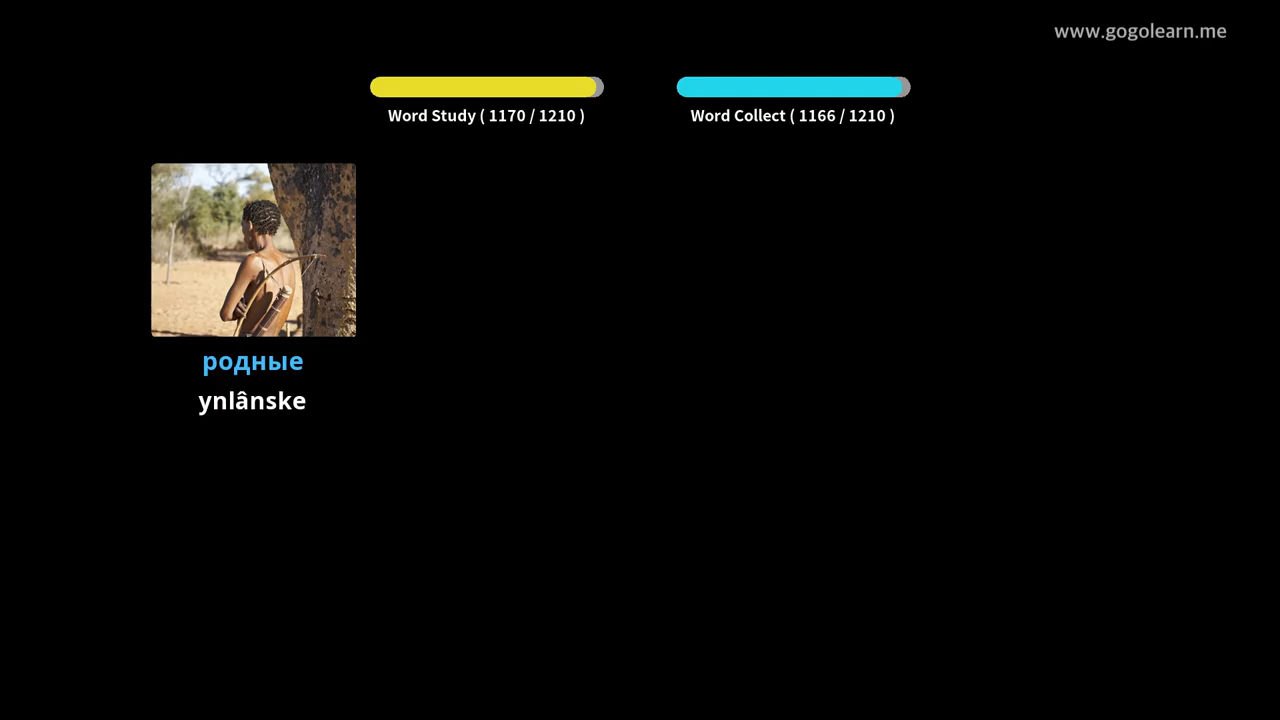 www.gogolearn.me
Word Study ( 1170 / 1210 )
Word Collect ( 1166 / 1210 )
родные
ynlânske